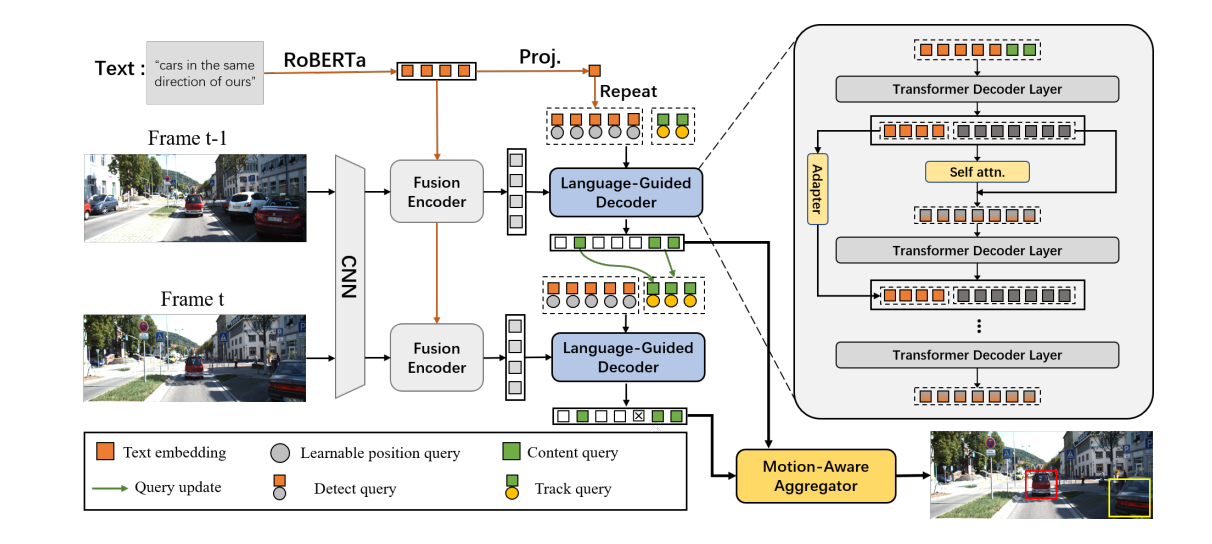 Text :
“cars in the same
direction of ours”
RoBERTa
Proj.
Repeat
Frame t-1
CNN
Fusion
Encoder
Language-Guided
Decoder
Frame t
Fusion
Encoder
Language-Guided
Decoder
Transformer Decoder Layer
Adapter
Self attn.
Transformer Decoder Layer
Transformer Decoder Layer
Motion-Aware
Aggregator
Text embedding
Learnable position query
Content query
Query update
Detect query
Track query